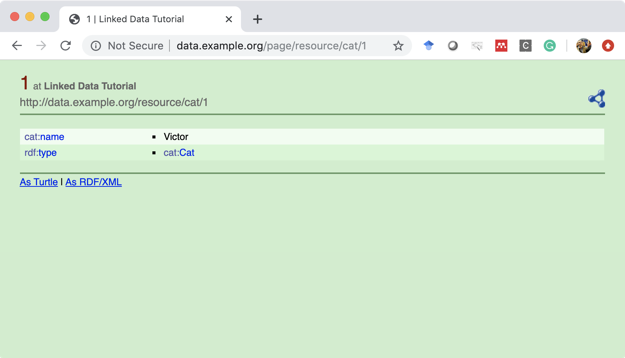 1 | Linked Data Tutorial
Not Secure | data.example.org/page/resource/cat/1
1 at Linked Data Tutorial
http://data.example.org/resource/cat/1
cat:name Victor
rdf:type cat:Cat
As Turtle | As RDF/XML